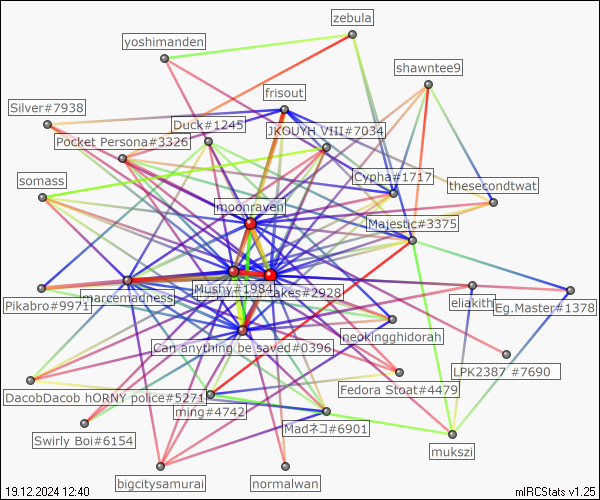 zebula
yoshimanden
shawntee9
frisout
Silver#7938
Duck#1245
JKOUYH VIII#7034
Pocket Persona#3326
Cypha#1717
somass
thesecondtwat
moonraven
Majestic#3375
Mushy#1984
akes#2928
marcemadness
Pikabro#9971
eliakith
Eg.Master#1378
neokingghidorah
Can anything be saved#0396
LPK2387 #7690
Fedora Stoat#4479
DacobDacob hORNY police#5271
ming#4742
Madネコ#6901
Swirly Boi#6154
mukszi
bigcitysamurai
normalwan
19.12.2024 12:40
mIRCStats v1.25